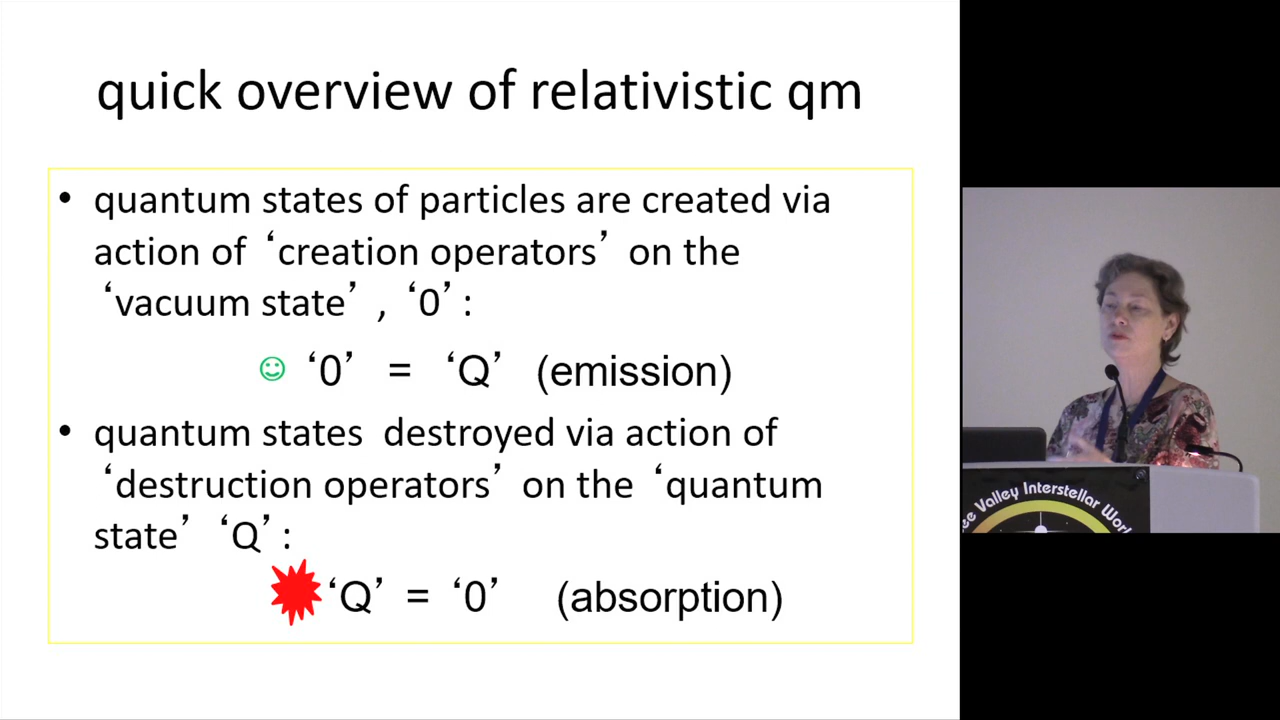 quick overview of relativistic qm
• quantum states of particles are created via
action of ‘creation operators’ on the
‘vacuum state’ , ‘0’ :
☺ ‘0’ = ‘Q’ (emission)
• quantum states destroyed via action of
‘destruction operators’ on the ‘quantum
state’ ‘Q’ :
‘Q’ = ‘0’ (absorption)
Valley Interstellar